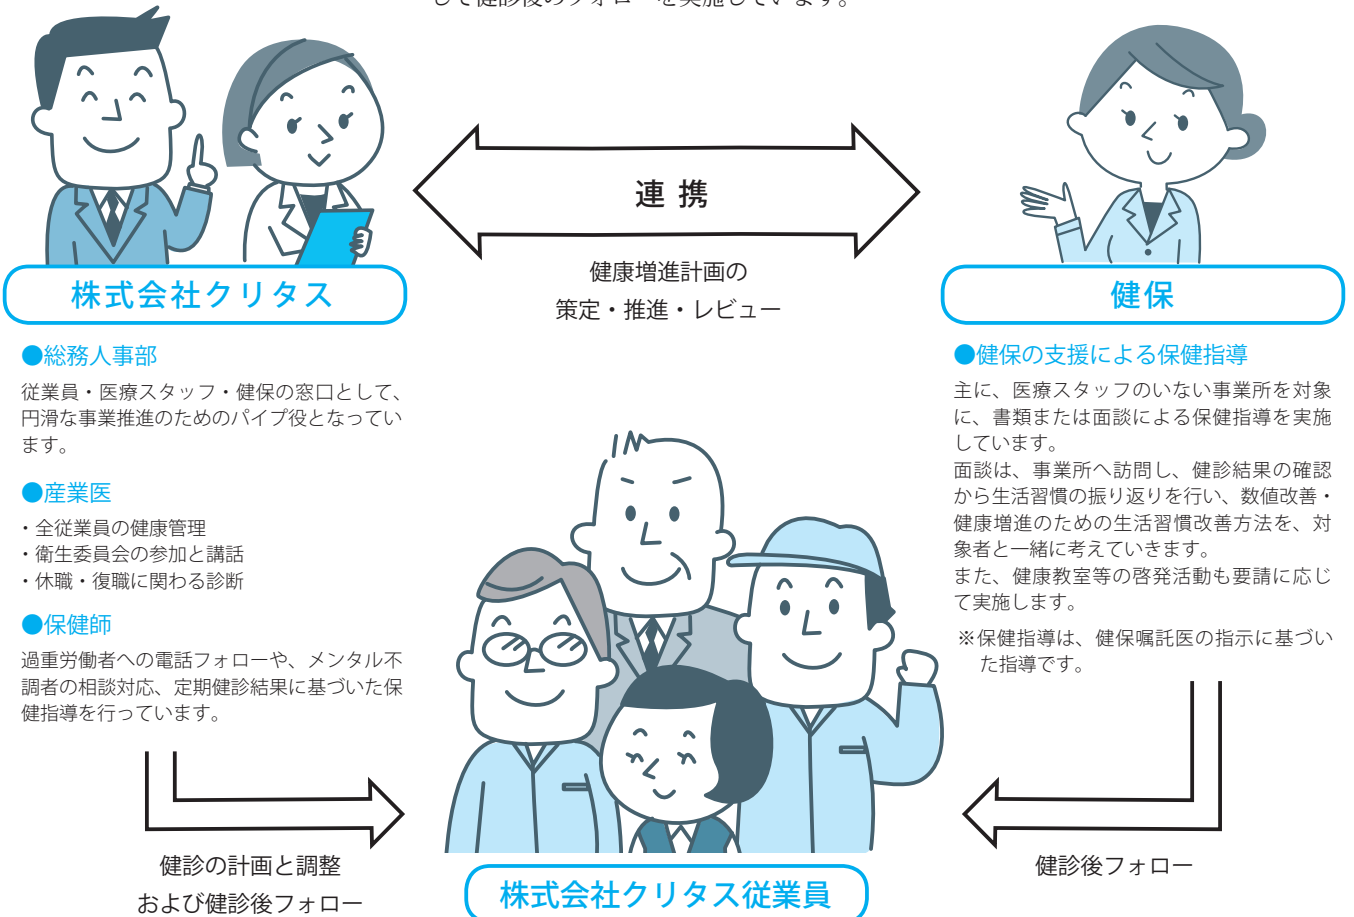 して健診後のフォローを実施しています。
連携
健康増進計画の
策定・推進・レビュー
株式会社クリタス
●総務人事部
従業員・医療スタッフ・健保の窓口として、
円滑な事業推進のためのパイプ役となってい
ます。
●産業医
・全従業員の健康管理
・衛生委員会の参加と講話
・休職・復職に関わる診断
●保健師
過重労働者への電話フォローや、メンタル不
調者の相談対応、定期健診結果に基づいた保
健指導を行っています。
健診の計画と調整
および健診後フォロー
健保
●健保の支援による保健指導
主に、医療スタッフのいない事業所を対象
に、書類または面談による保健指導を実施
しています。
面談は、事業所へ訪問し、健診結果の確認
から生活習慣の振り返りを行い、数値改善・
健康増進のための生活習慣改善方法を、対
象者と一緒に考えていきます。
また、健康教室等の啓発活動も要請に応じ
て実施します。
※保健指導は、健保嘱託医の指示に基づい
た指導です。
健診後フォロー
株式会社クリタス従業員